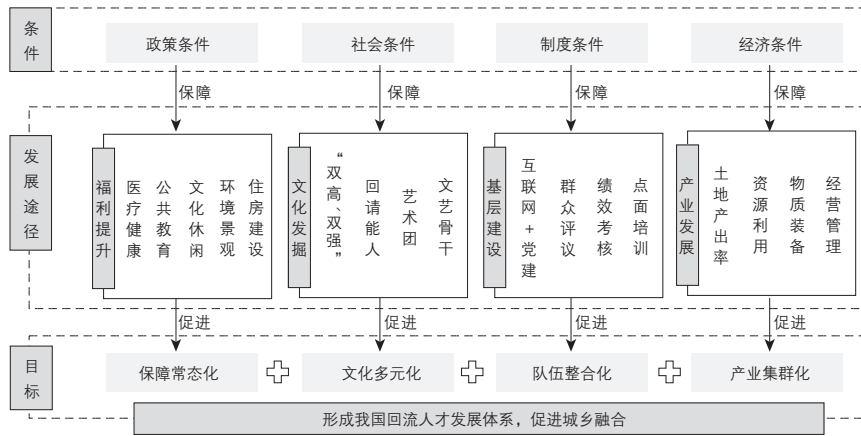 条件
政策条件
社会条件
制度条件
经济条件
保障
保障
保障
保障
发展途径
福利提升
医疗健康
公共教育
文化休闲
环境景观
住房建设
文化发掘
“双高、双强”
回请能人
艺术团
文艺骨干
基层建设
互联网+党建
群众评议
绩效考核
点面培训
产业发展
土地产出率
资源利用
物质装备
经营管理
促进
促进
促进
促进
目标
保障常态化
文化多元化
队伍整合化
产业集群化
形成我国回流人才发展体系，促进城乡融合